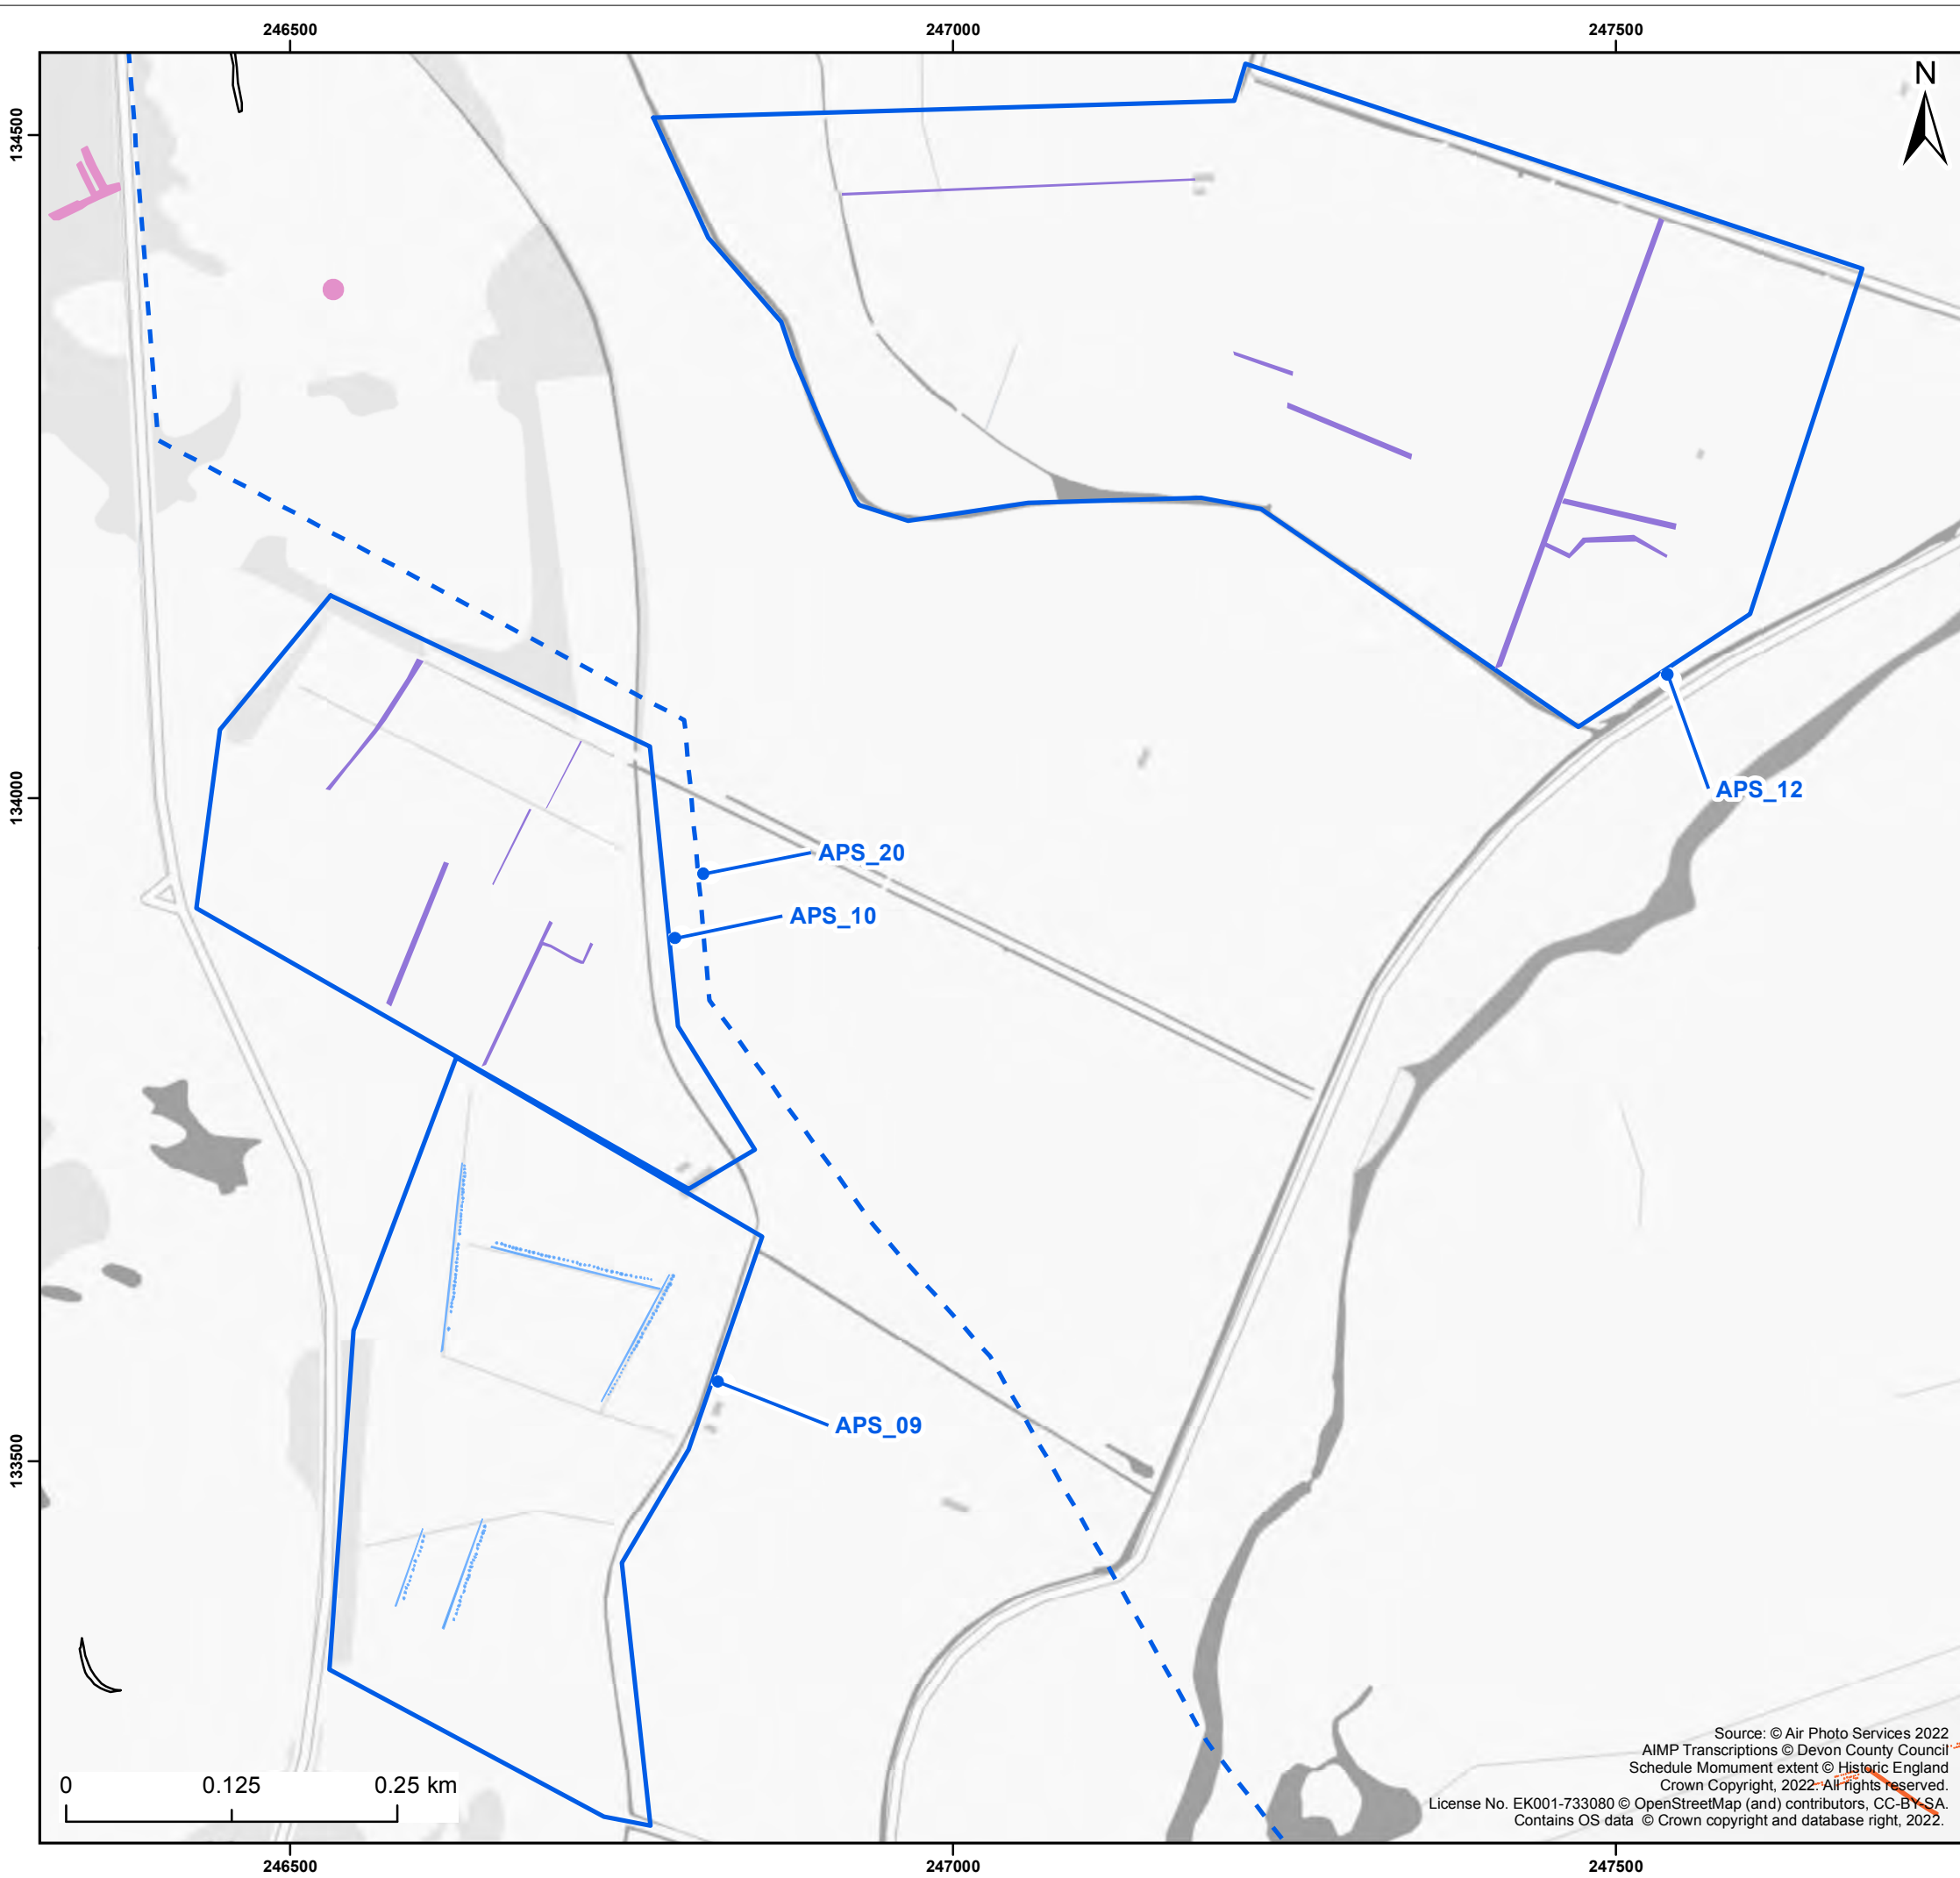 246500
247000
247500
N
134500
134000
133500
APS_12
APS_20
APS_10
APS_09
0
0.125
0.25 km
Source: © Air Photo Services 2022
AIMP Transcriptions © Devon County Council
Schedule Momument extent © Historic England
Crown Copyright, 2022. All rights reserved.
License No. EK001-733080 © OpenStreetMap (and) contributors, CC-BY-SA.
Contains OS data © Crown copyright and database right, 2022.
246500
247000
247500